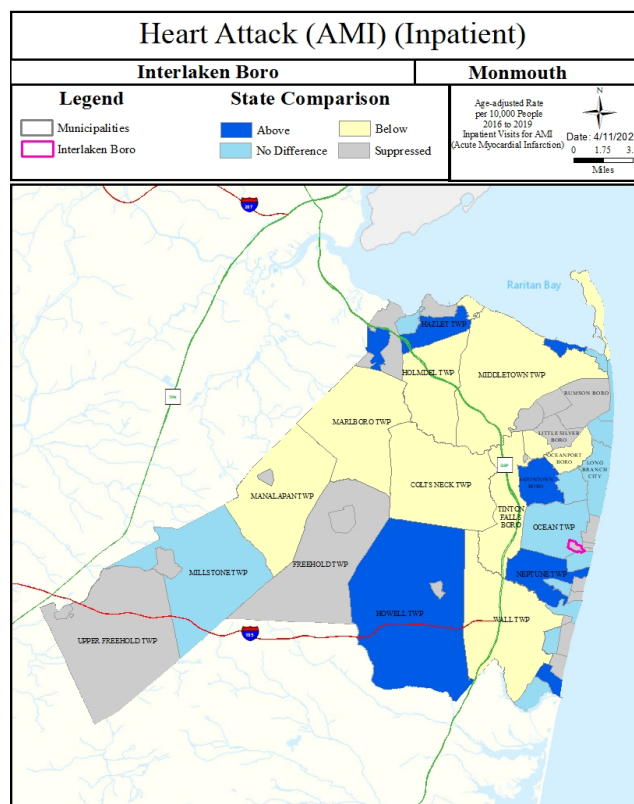 Heart Attack (AMI) (Inpatient)
Interlaken Boro
Monmouth
Legend
Municipalities
Interlaken Boro
State Comparison
Above
Below
No Difference
Suppressed
Age-adjusted Rate
per 10,000 People
2016 to 2019
Inpatient Visits for AMI
(Acute Myocardial Infarction)
N
Date: 4/11/202
0 1.75 3.
Miles
287
Raritan Bay
HAZLET TWP
HOLMDEL TWP
MIDDLETOWN TWP
RUMSON BORO
MARLBORO TWP
LITTLE SILVER
BORO
OCEANPORT
BORO
LONG
BRANCH
CITY
GSP
COLTS NECK TWP
EATONTOWN
BORO
MANALAPAN TWP
TINTON
FALLS
BORO
OCEAN TWP
FREEHOLD TWP
MILLSTONE TWP
NEPTUNE TWP
HOWELL TWP
WALL TWP
195
UPPER FREEHOLD TWP